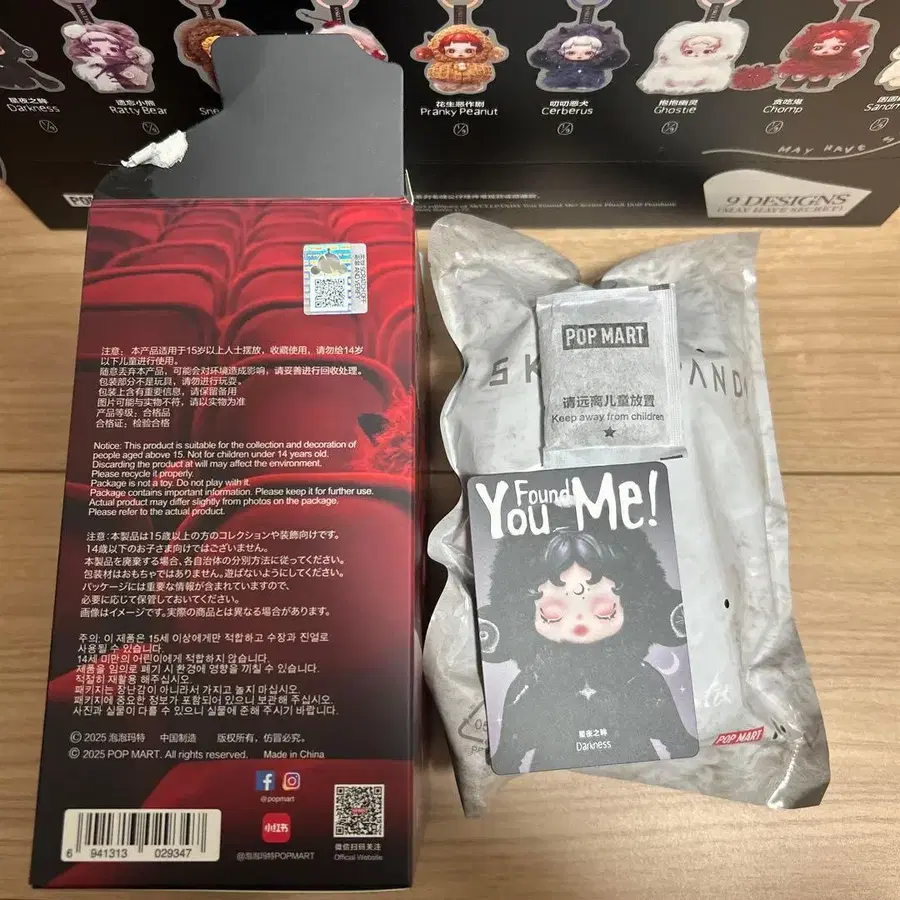 星夜之眸
Darkness
遗忘小熊
Ratty Bear
花生恶作剧
Pranky Peanut
叨叨恶犬
Cerberus
抱抱幽灵
Ghostie
贪吃鬼
Chomp
MAY HAVE
9 DESIGNS
(MAY HAVE SECRET)
注意：本产品适用于15岁以上人士摆放，收藏使用，请勿给14岁
以下儿童进行使用。
随意丢弃本产品，可能会对环境造成影响，请妥善进行回收处理。
包装部分不是玩具，请勿进行玩耍。
包装上含有重要信息，请保留备用
图片可能与实物不符，请以实物为准
产品等级：合格品
合格证：检验合格
Notice: This product is suitable for the collection and decoration of
people aged above 15. Not for children under 14 years old.
Discarding the product at will may affect the environment.
Please recycle it properly.
Package is not a toy. Do not play with it.
Package contains important information. Please keep it for further use.
Actual product may differ slightly from photos on the package.
Please refer to the actual product.
注意：本製品は15歳以上の方のコレクションや装飾向けです。
14歳以下のお子さま向けではございません。
本製品を廃棄する場合、各自治体の分別方法に従ってください。
包装材はおもちゃではありません。遊ばないようにしてください。
パッケージには重要な情報が含まれていますので、
必要に応じて保管しておいてください。
画像はイメージです。実際の商品とは異なる場合があります。
주의: 이 제품은 15세 이상에게만 적합하고 수장과 진열로
사용될 수 있습니다.
14세 미만의 어린이에게 적합하지 않습니다.
제품을 임의로 폐기 시 환경에 영향을 끼칠 수 있습니다.
적절히 재활용 해주십시오.
패키지는 장난감이 아니라서 가지고 놀지 마십시오.
패키지에 중요한 정보가 포함되어 있으니 보관해 주십시오.
사진과 실물이 다를 수 있으니 실물에 준해 주시기 바랍니다.
© 2025 泡泡玛特 中国制造 版权所有，仿冒必究。
© 2025 POP MART. All rights reserved. Made in China
@popmart
小红书
@泡泡玛特POPMART
微信扫码关注
Official Website
6 941313 029347
POP MART
请远离儿童放置
Keep away from children
Found
You Me!
星夜之眸
Darkness
POP MART